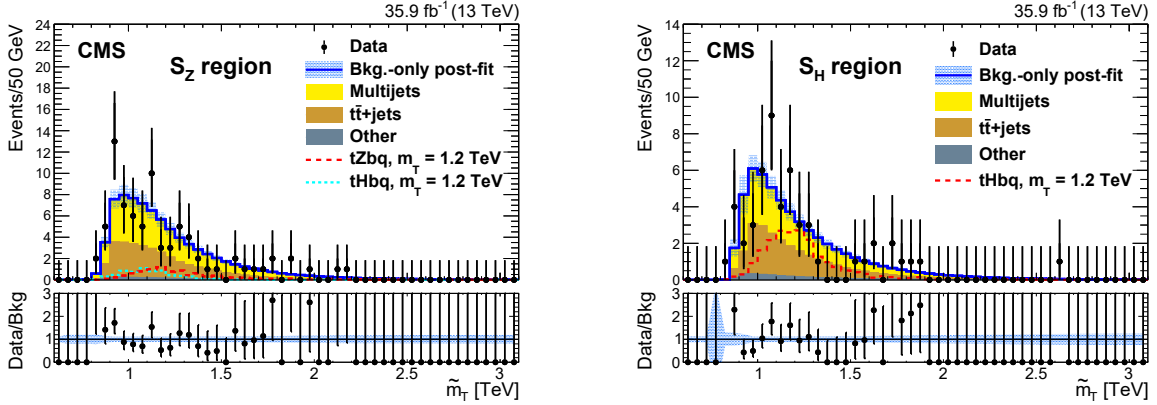 35.9 fb⁻¹ (13 TeV)
CMS
S_Z region
Data
Bkg.-only post-fit
Multijets
tt̄+jets
Other
tZbq, m_T = 1.2 TeV
tHbq, m_T = 1.2 TeV
Events/50 GeV
24
22
20
18
16
14
12
10
8
6
4
2
0
Data/Bkg
3
2
1
0
1
1.5
2
2.5
3
m̃_T [TeV]
35.9 fb⁻¹ (13 TeV)
CMS
S_H region
Data
Bkg.-only post-fit
Multijets
tt̄+jets
Other
tHbq, m_T = 1.2 TeV
Events/50 GeV
14
12
10
8
6
4
2
0
Data/Bkg
3
2
1
0
1
1.5
2
2.5
3
m̃_T [TeV]